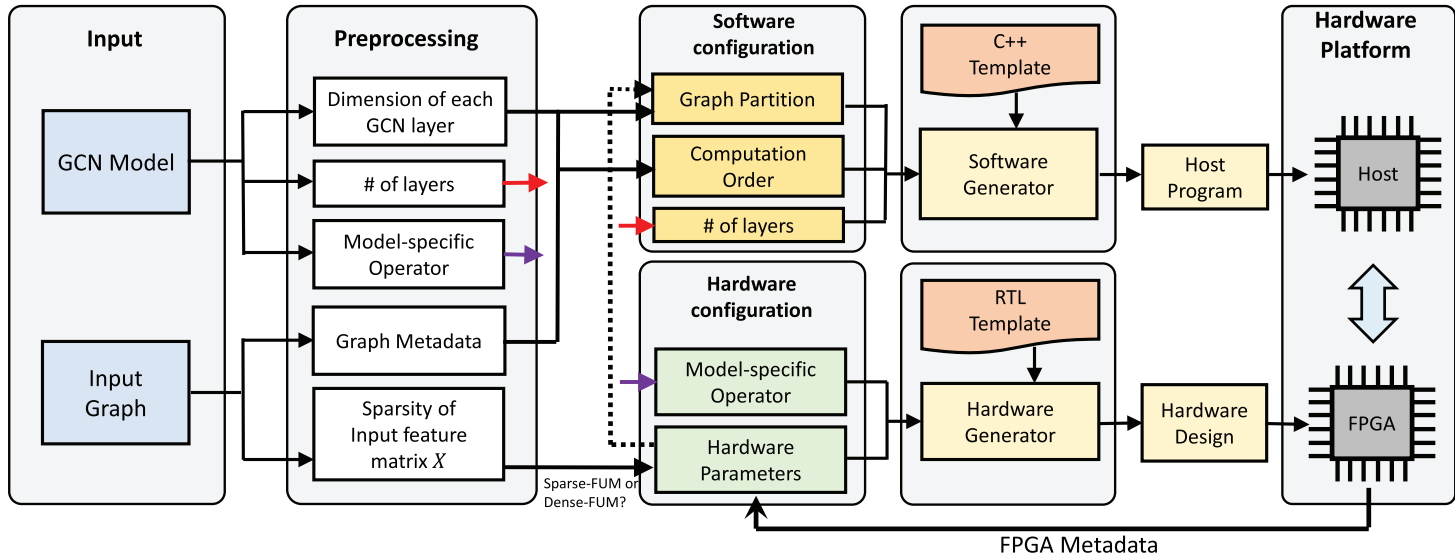 Input
GCN Model
Input
Graph
Preprocessing
Dimension of each
GCN layer
# of layers
Model-specific
Operator
Graph Metadata
Sparsity of
Input feature
matrix X
Sparse-FUM or
Dense-FUM?
Software
configuration
Graph Partition
Computation
Order
# of layers
Hardware
configuration
Model-specific
Operator
Hardware
Parameters
C++
Template
Software
Generator
RTL
Template
Hardware
Generator
Host
Program
Hardware
Design
Hardware
Platform
Host
FPGA
FPGA Metadata